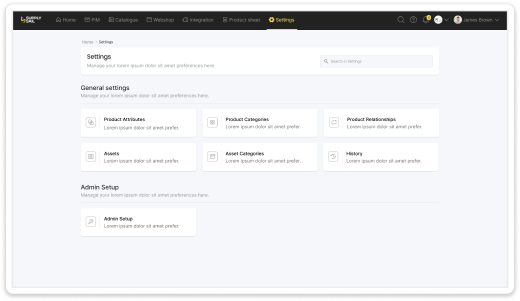 SUPPLY
Home PIM Catalogue Webshop Integration Product sheet Settings James Brown
Home > Settings
Settings
Manage your lorem ipsum dolor sit amet preferences here
Search in Settings
General settings
Manage your lorem ipsum dolor sit amet preferences here.
Product Attributes
Lorem ipsum dolor sit amet prefer.
Product Categories
Lorem ipsum dolor sit amet prefer.
Product Relationships
Lorem ipsum dolor sit amet prefer.
Assets
Lorem ipsum dolor sit amet prefer.
Asset Categories
Lorem ipsum dolor sit amet prefer.
History
Lorem ipsum dolor sit amet prefer.
Admin Setup
Manage your lorem ipsum dolor sit amet preferences here.
Admin Setup
Lorem ipsum dolor sit amet prefer.